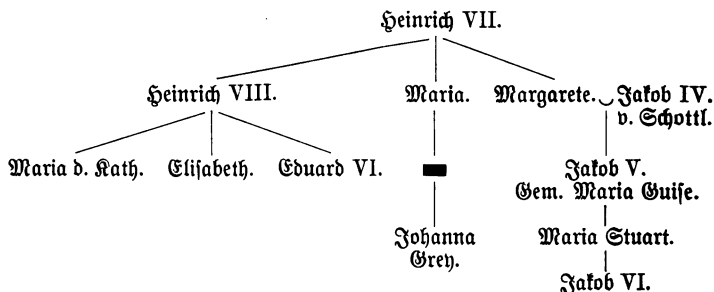 Heinrich VII.
Heinrich VIII.
Maria.
Margarete. ‿ Jakob IV.
v. Schottl.
Maria d. Kath.
Elisabeth.
Eduard VI.
Jakob V.
Gem. Maria Guise.
Johanna
Grey.
Maria Stuart.
Jakob VI.